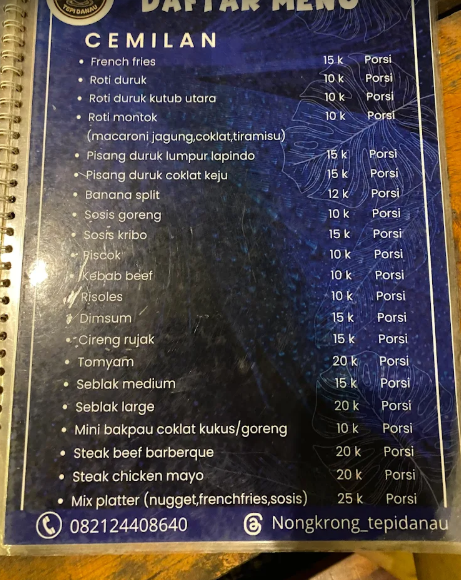 TEPI DANAU
DAFTAR MENU
CEMILAN
• French fries 15 k Porsi
• Roti duruk 10 k Porsi
• Roti duruk kutub utara 10 k Porsi
• Roti montok 10 k Porsi
(macaroni jagung,coklat,tiramisu)
• Pisang duruk lumpur lapindo 15 k Porsi
• Pisang duruk coklat keju 15 k Porsi
• Banana split 12 k Porsi
• Sosis goreng 10 k Porsi
• Sosis kribo 15 k Porsi
• Piscok 10 k Porsi
• Kebab beef 10 k Porsi
• Risoles 10 k Porsi
• Dimsum 15 k Porsi
• Cireng rujak 15 k Porsi
• Tomyam 20 k Porsi
• Seblak medium 15 k Porsi
• Seblak large 20 k Porsi
• Mini bakpau coklat kukus/goreng 10 k Porsi
• Steak beef barberque 20 k Porsi
• Steak chicken mayo 20 k Porsi
• Mix platter (nugget,frenchfries,sosis) 25 k Porsi
082124408640 Nongkrong_tepidanau